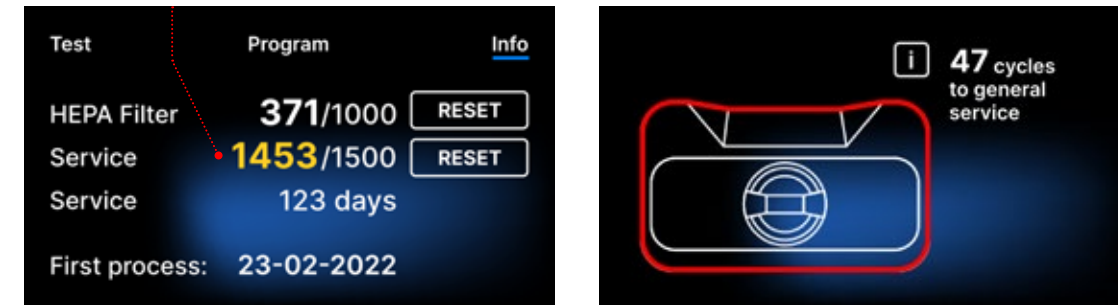 Test Program Info
HEPA Filter 371/1000 RESET
Service 1453/1500 RESET
Service 123 days
First process: 23-02-2022
i 47 cycles
to general
service